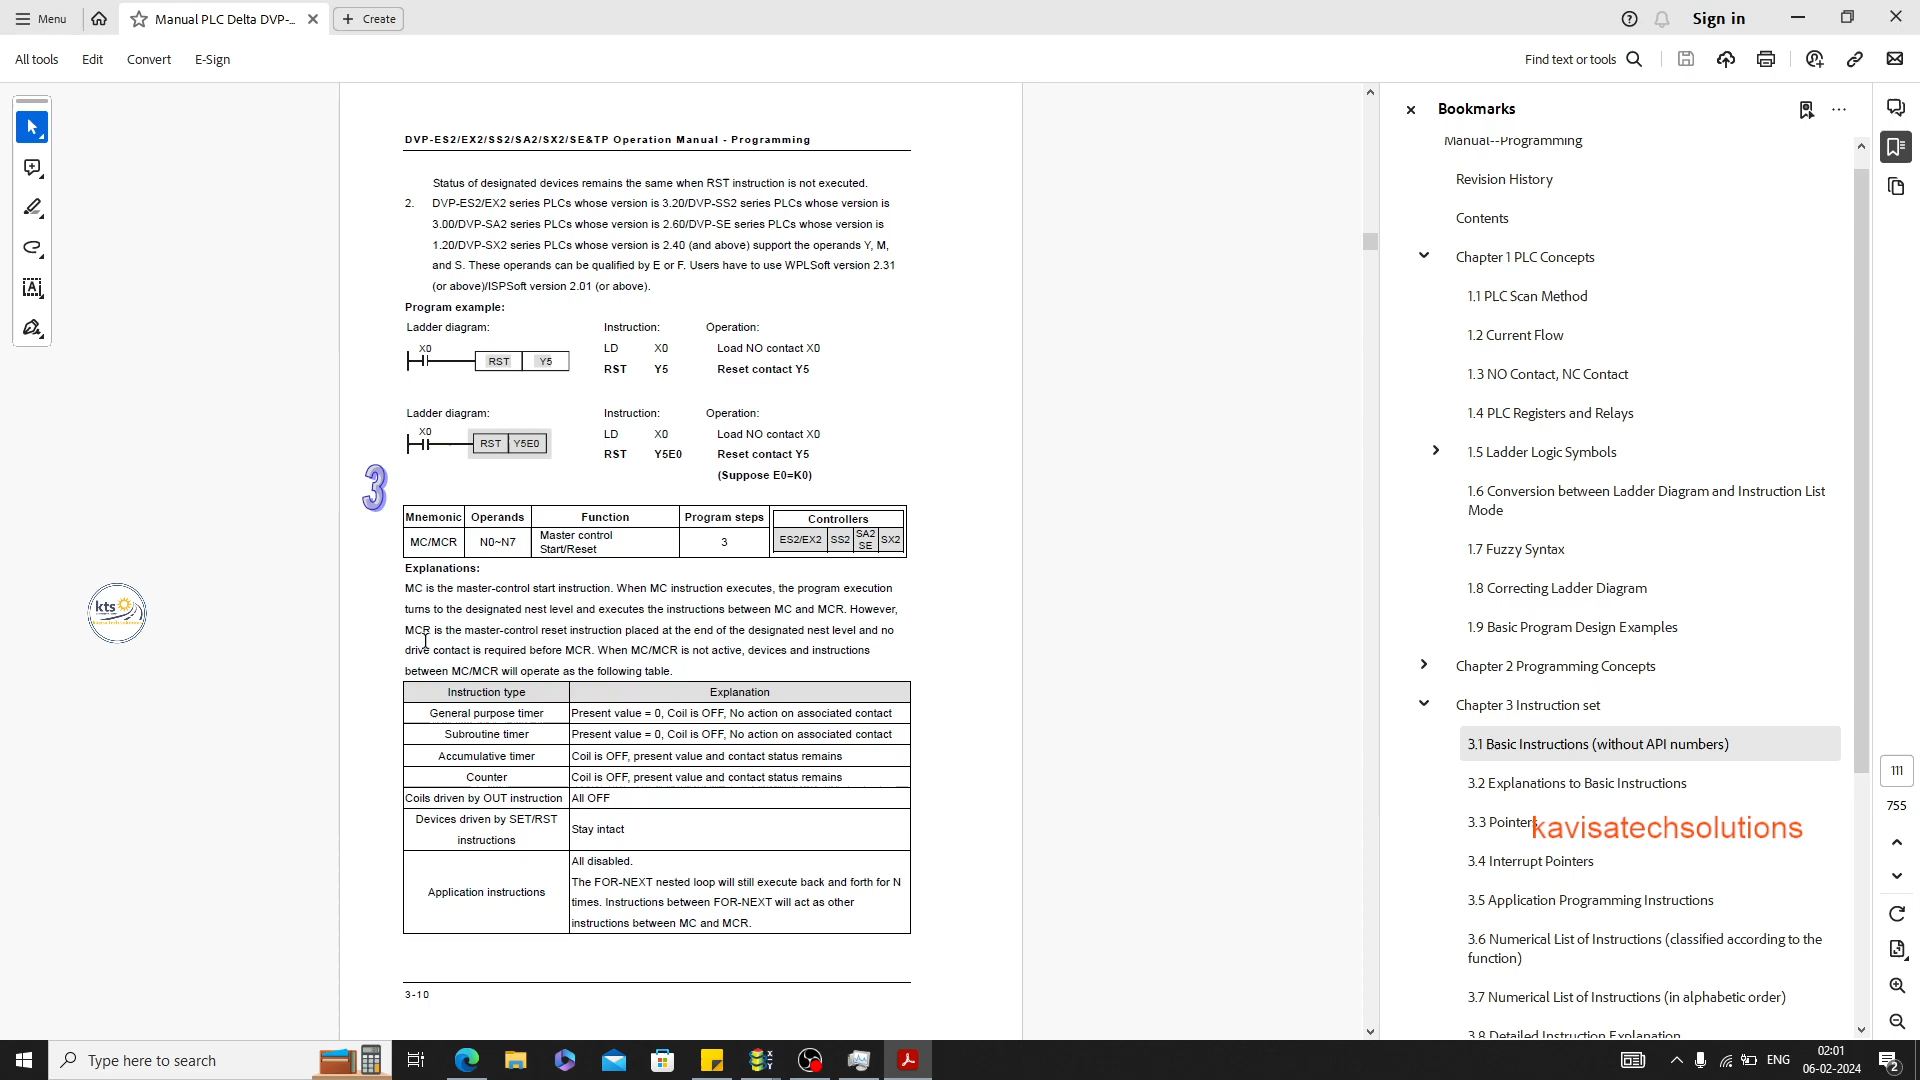 Menu
Manual PLC Delta DVP-...
Create
Sign in
All tools
Edit
Convert
E-Sign
Find text or tools
DVP-ES2/EX2/SS2/SA2/SX2/SE&TP Operation Manual - Programming
Status of designated devices remains the same when RST instruction is not executed.
2. DVP-ES2/EX2 series PLCs whose version is 3.20/DVP-SS2 series PLCs whose version is
3.00/DVP-SA2 series PLCs whose version is 2.60/DVP-SE series PLCs whose version is
1.20/DVP-SX2 series PLCs whose version is 2.40 (and above) support the operands Y, M,
and S. These operands can be qualified by E or F. Users have to use WPLSoft version 2.31
(or above)/ISPSoft version 2.01 (or above).
Program example:
Ladder diagram: Instruction: Operation:
X0
RST Y5
LD X0 Load NO contact X0
RST Y5 Reset contact Y5
Ladder diagram: Instruction: Operation:
X0
RST Y5E0
LD X0 Load NO contact X0
RST Y5E0 Reset contact Y5
(Suppose E0=K0)
3
Mnemonic Operands Function Program steps Controllers
MC/MCR N0~N7 Master control Start/Reset 3 ES2/EX2 SS2 SA2 SE SX2
Explanations:
MC is the master-control start instruction. When MC instruction executes, the program execution
turns to the designated nest level and executes the instructions between MC and MCR. However,
MCR is the master-control reset instruction placed at the end of the designated nest level and no
drive contact is required before MCR. When MC/MCR is not active, devices and instructions
between MC/MCR will operate as the following table.
Instruction type Explanation
General purpose timer Present value = 0, Coil is OFF, No action on associated contact
Subroutine timer Present value = 0, Coil is OFF, No action on associated contact
Accumulative timer Coil is OFF, present value and contact status remains
Counter Coil is OFF, present value and contact status remains
Coils driven by OUT instruction All OFF
Devices driven by SET/RST
instructions
Stay intact
Application instructions
All disabled.
The FOR-NEXT nested loop will still execute back and forth for N
times. Instructions between FOR-NEXT will act as other
instructions between MC and MCR.
3-10
kts
Bookmarks
Manual--Programming
Revision History
Contents
Chapter 1 PLC Concepts
1.1 PLC Scan Method
1.2 Current Flow
1.3 NO Contact, NC Contact
1.4 PLC Registers and Relays
1.5 Ladder Logic Symbols
1.6 Conversion between Ladder Diagram and Instruction List
Mode
1.7 Fuzzy Syntax
1.8 Correcting Ladder Diagram
1.9 Basic Program Design Examples
Chapter 2 Programming Concepts
Chapter 3 Instruction set
3.1 Basic Instructions (without API numbers)
3.2 Explanations to Basic Instructions
3.3 Pointers
kavisatechsolutions
3.4 Interrupt Pointers
3.5 Application Programming Instructions
3.6 Numerical List of Instructions (classified according to the
function)
3.7 Numerical List of Instructions (in alphabetic order)
3.8 Detailed Instruction Explanation
111
755
Type here to search
ENG
02:01
06-02-2024
2